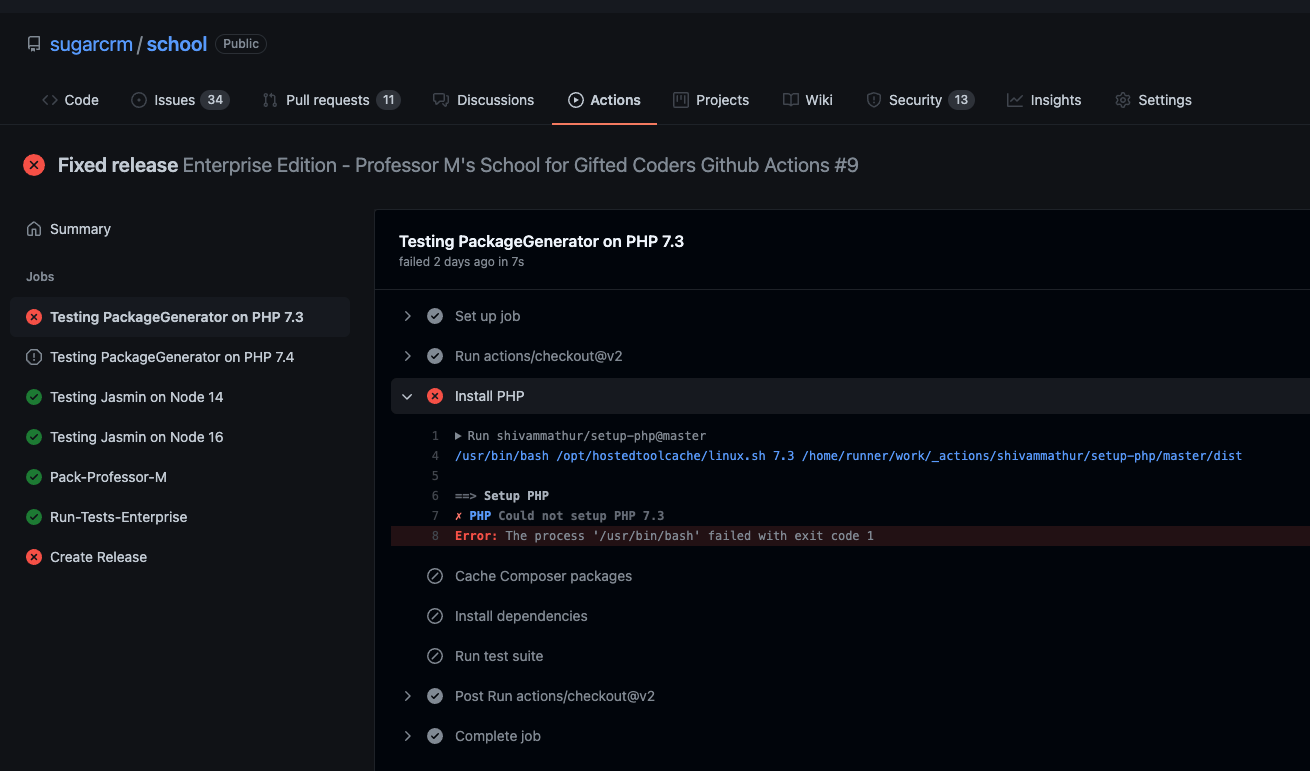 sugarcrm / school Public
Code Issues 34 Pull requests 11 Discussions Actions Projects Wiki Security 13 Insights Settings
Fixed release Enterprise Edition - Professor M's School for Gifted Coders Github Actions #9
Summary
Jobs
Testing PackageGenerator on PHP 7.3
Testing PackageGenerator on PHP 7.4
Testing Jasmin on Node 14
Testing Jasmin on Node 16
Pack-Professor-M
Run-Tests-Enterprise
Create Release
Testing PackageGenerator on PHP 7.3
failed 2 days ago in 7s
Set up job
Run actions/checkout@v2
Install PHP
1 ▶ Run shivammathur/setup-php@master
4 /usr/bin/bash /opt/hostedtoolcache/linux.sh 7.3 /home/runner/work/_actions/shivammathur/setup-php/master/dist
5
6 ==> Setup PHP
7 ✗ PHP Could not setup PHP 7.3
8 Error: The process '/usr/bin/bash' failed with exit code 1
Cache Composer packages
Install dependencies
Run test suite
Post Run actions/checkout@v2
Complete job